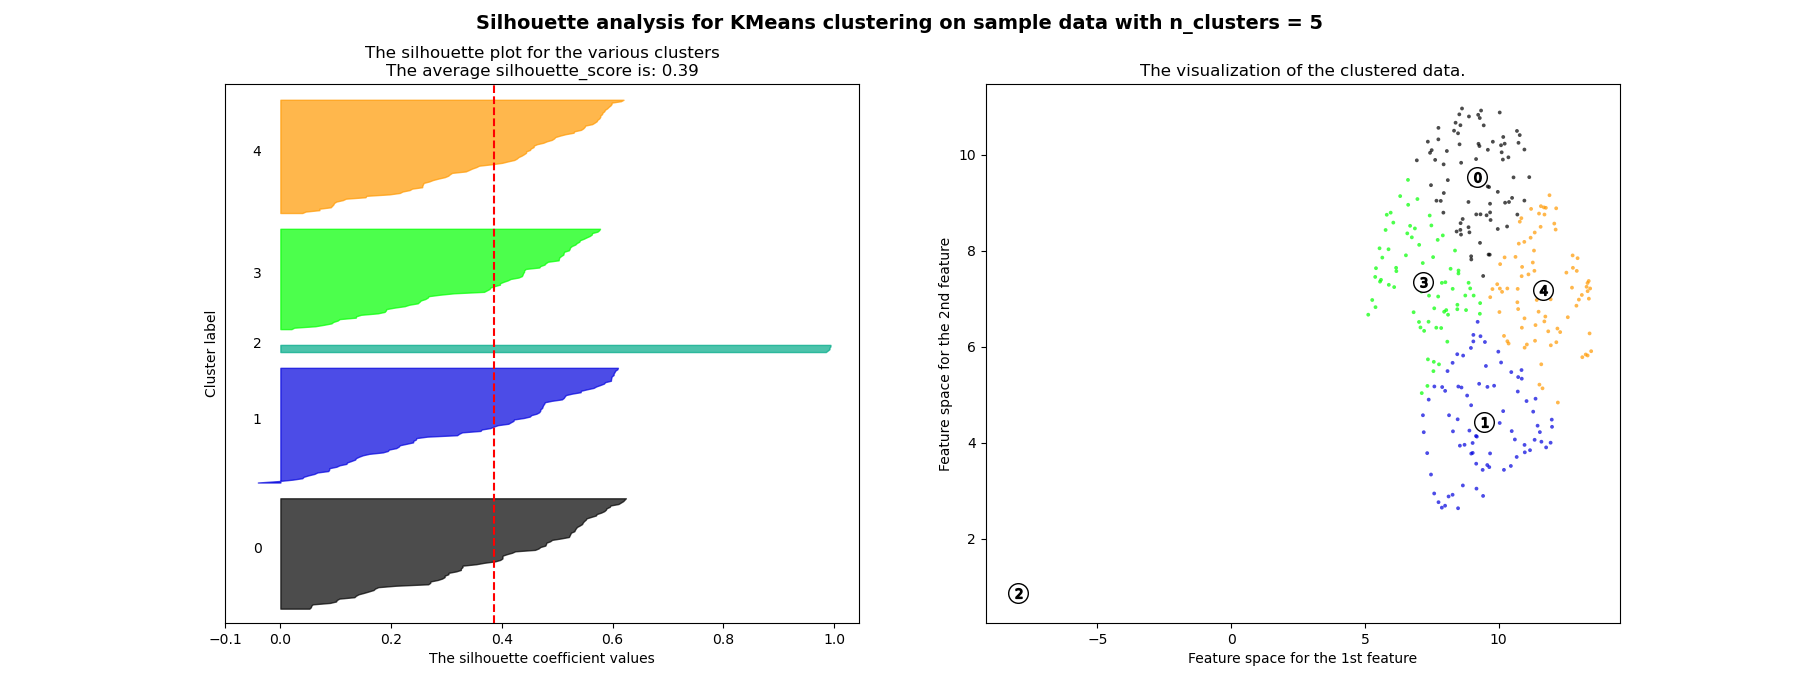 Silhouette analysis for KMeans clustering on sample data with n_clusters = 5
The silhouette plot for the various clusters
The average silhouette_score is: 0.39
Cluster label
4
3
2
1
0
−0.1 0.0 0.2 0.4 0.6 0.8 1.0
The silhouette coefficient values
The visualization of the clustered data.
Feature space for the 2nd feature
10
8
6
4
2
0
3
4
1
2
−5 0 5 10
Feature space for the 1st feature